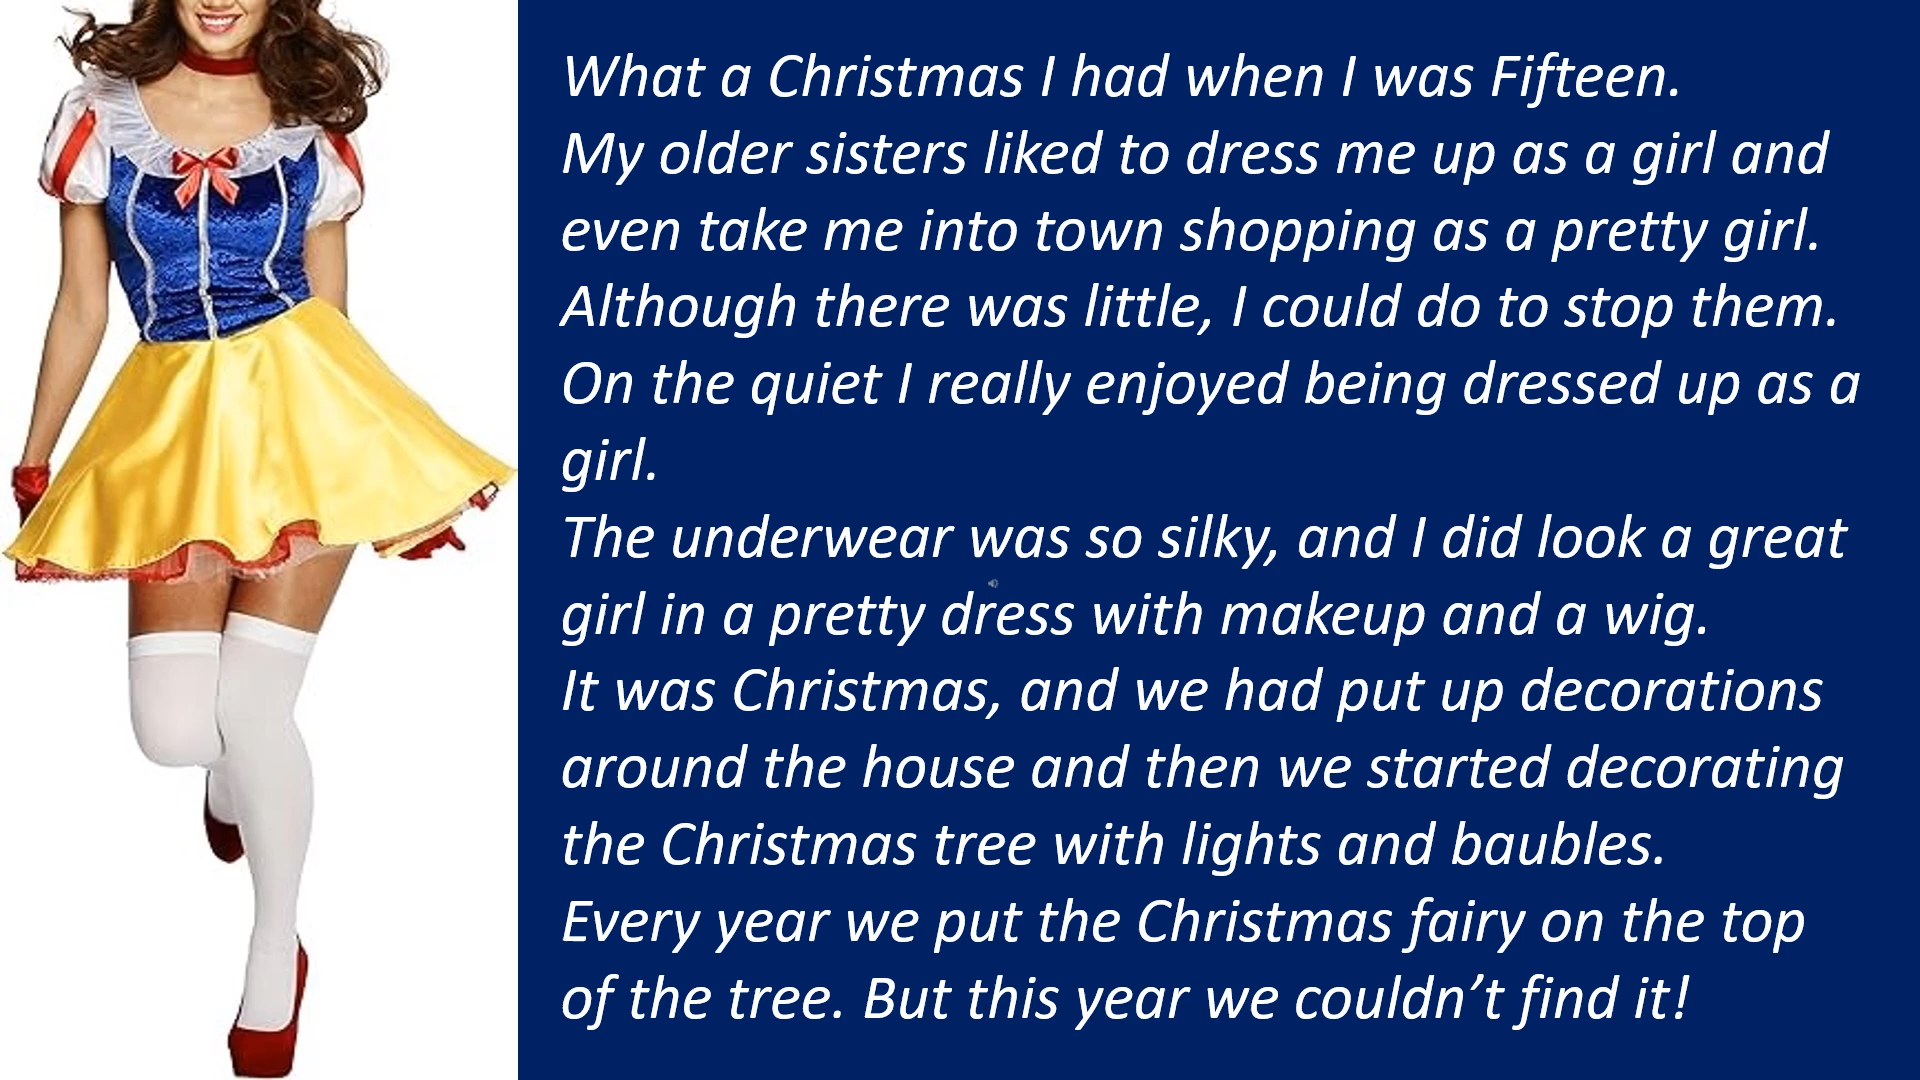 What a Christmas I had when I was Fifteen.
My older sisters liked to dress me up as a girl and
even take me into town shopping as a pretty girl.
Although there was little, I could do to stop them.
On the quiet I really enjoyed being dressed up as a
girl.
The underwear was so silky, and I did look a great
girl in a pretty dress with makeup and a wig.
It was Christmas, and we had put up decorations
around the house and then we started decorating
the Christmas tree with lights and baubles.
Every year we put the Christmas fairy on the top
of the tree. But this year we couldn’t find it!